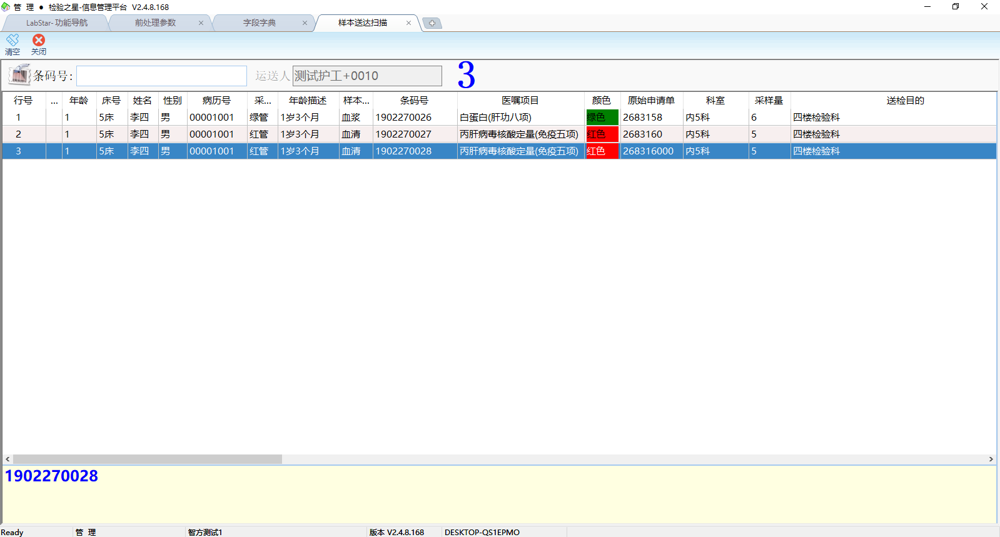 管 理 ● 检验之星-信息管理平台 V2.4.8.168
LabStar- 功能导航 前处理参数 字段字典 样本送达扫描
清空 关闭
条码号: 运送人 测试护工+0010 3
行号 ... 年龄 床号 姓名 性别 病历号 采... 年龄描述 样本... 条码号 医嘱项目 颜色 原始申请单 科室 采样量 送检目的
1 1 5床 李四 男 00001001 绿管 1岁3个月 血浆 1902270026 白蛋白(肝功八项) 绿色 2683158 内5科 6 四楼检验科
2 1 5床 李四 男 00001001 红管 1岁3个月 血清 1902270027 丙肝病毒核酸定量(免疫五项) 红色 2683160 内5科 5 四楼检验科
3 1 5床 李四 男 00001001 红管 1岁3个月 血清 1902270028 丙肝病毒核酸定量(免疫五项) 红色 268316000 内5科 5 四楼检验科
1902270028
Ready 管 理 智方测试1 版本 V2.4.8.168 DESKTOP-QS1EPMO